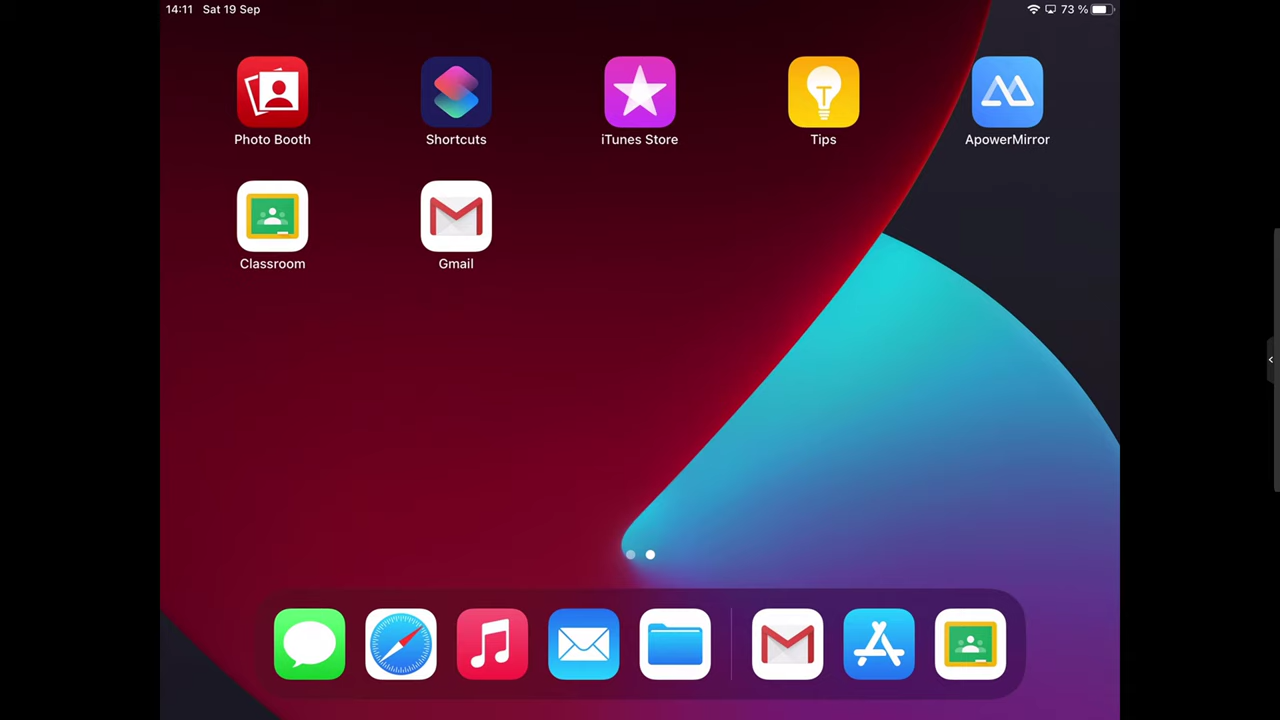 14:11 Sat 19 Sep 73 %
Photo Booth Shortcuts iTunes Store Tips ApowerMirror
Classroom Gmail